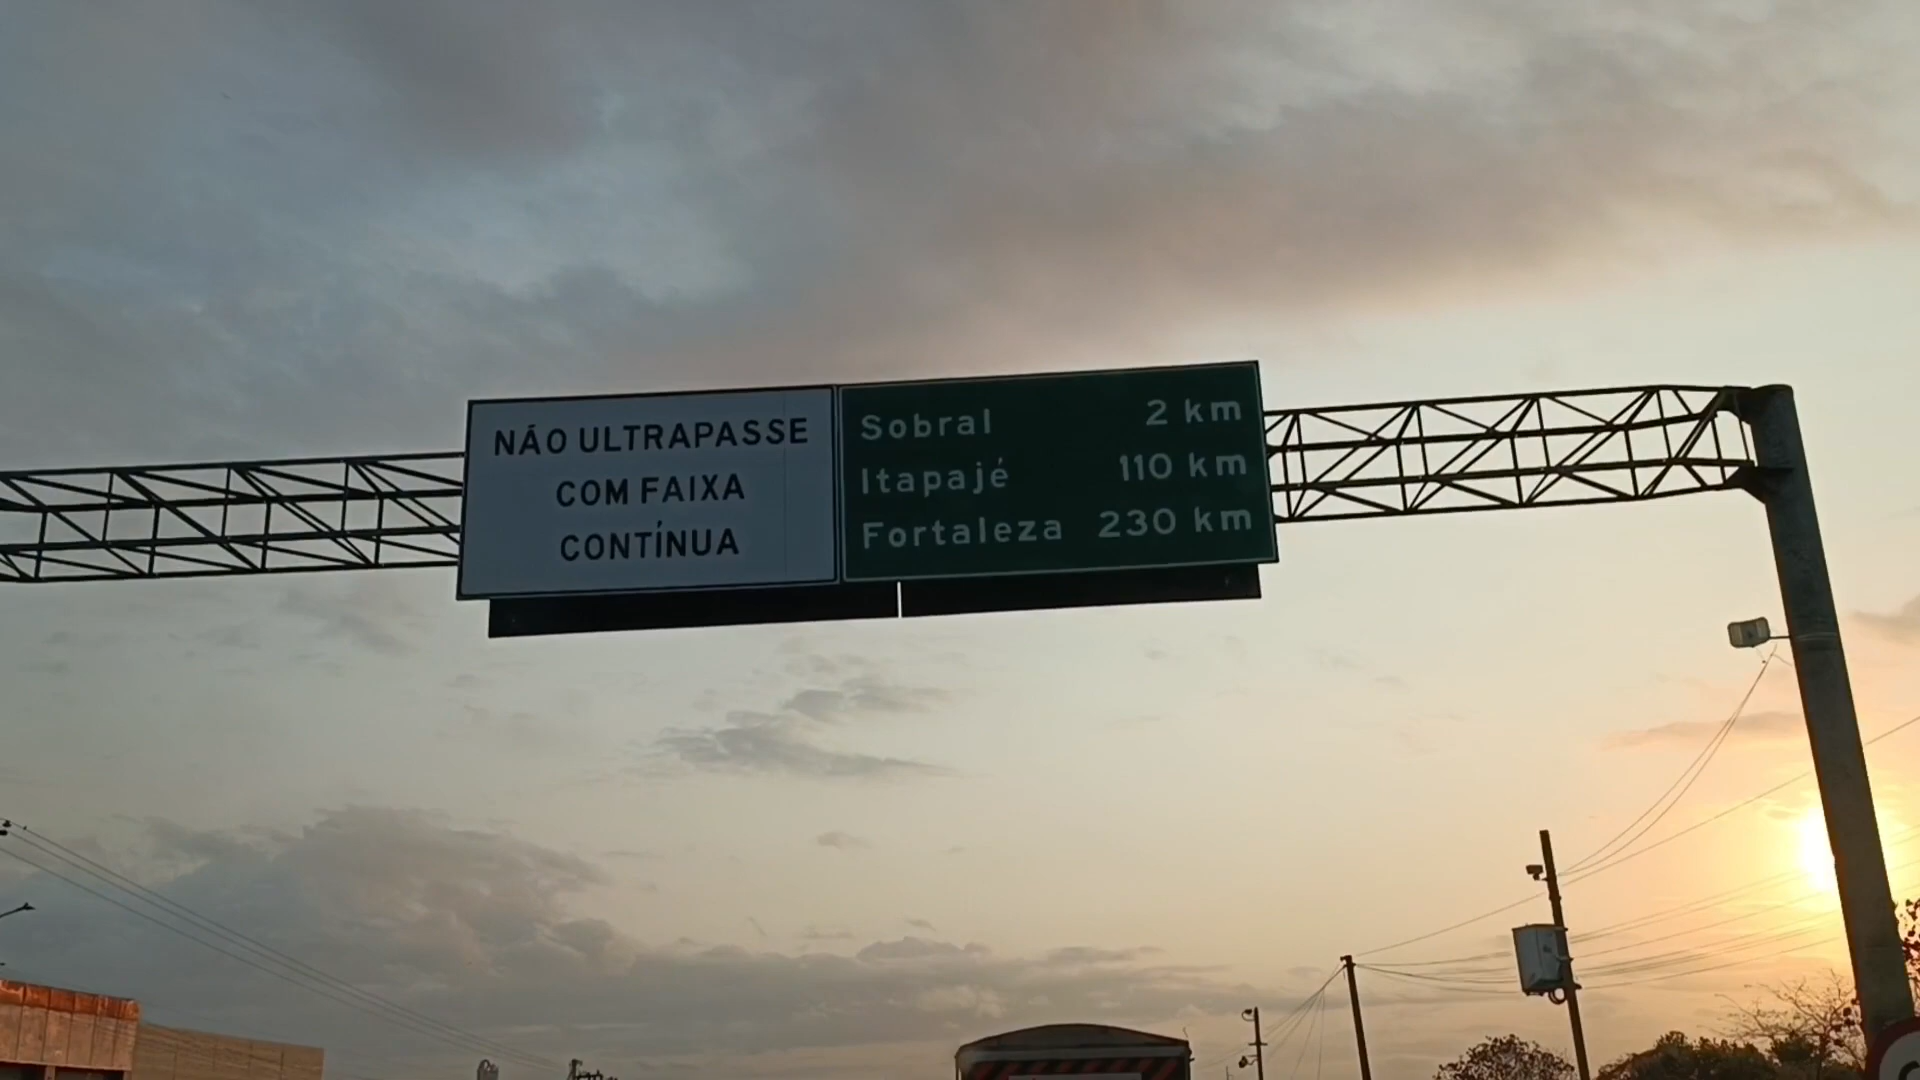 NÃO ULTRAPASSE
COM FAIXA
CONTÍNUA
Sobral 2 km
Itapajé 110 km
Fortaleza 230 km